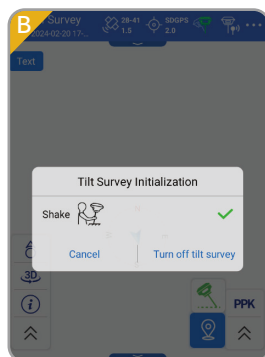 B
Survey
28-41
1.5
SDGPS
2.0
2024-02-20 17-..
Text
Tilt Survey Initialization
Shake
Cancel
Turn off tilt survey
3D
PPK